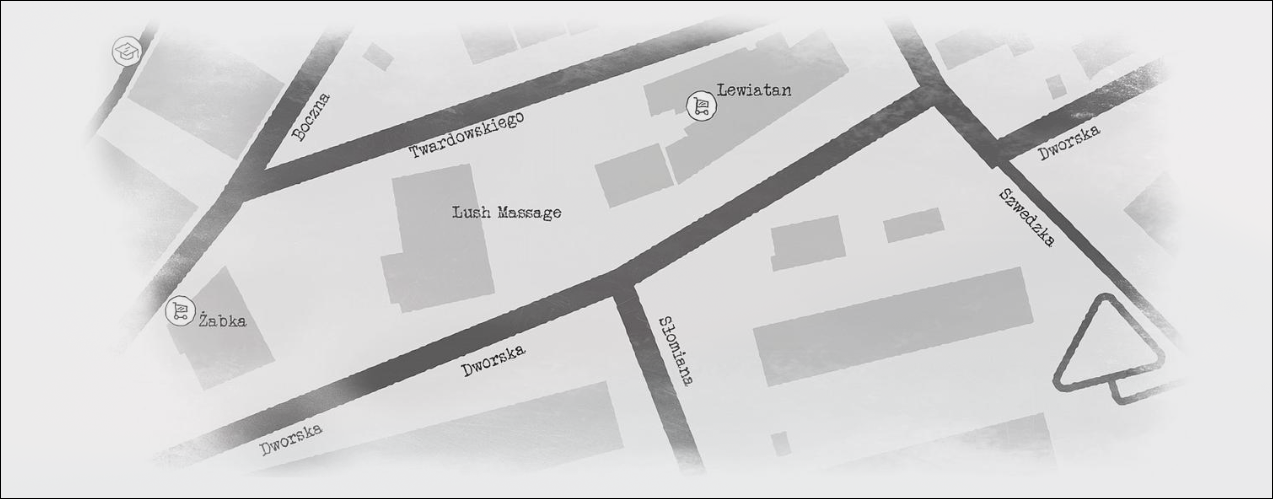 Lewiatan
Boczna
Twardowskiego
Dworska
Lush Massage
Szwedzka
Żabka
Słomiana
Dworska
Dworska